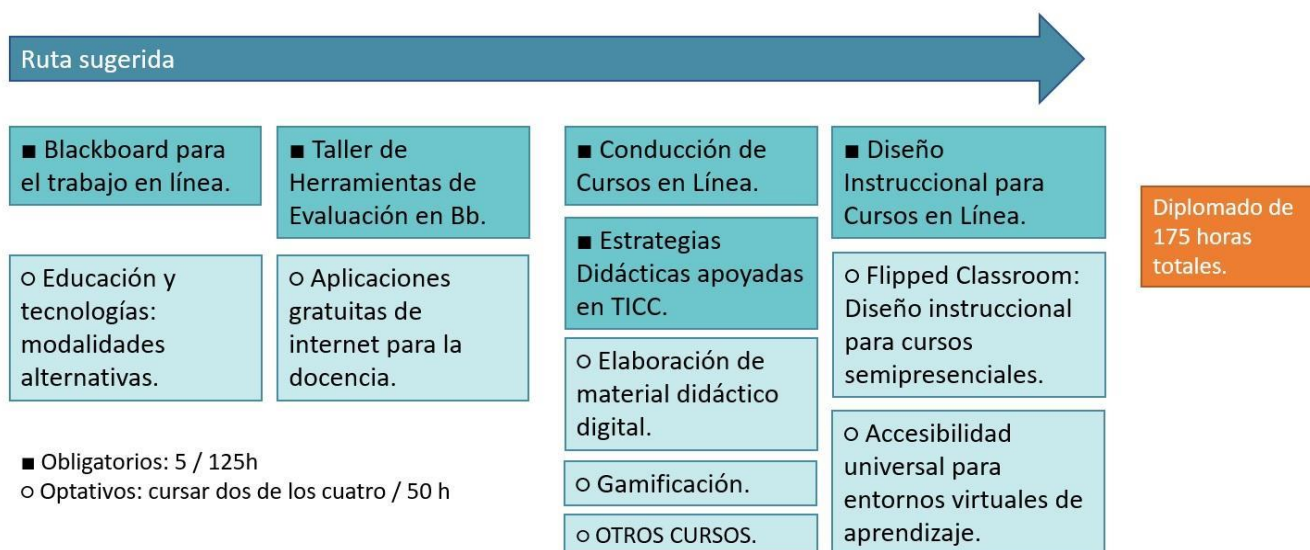 Ruta sugerida
■ Blackboard para
el trabajo en línea.
○ Educación y
tecnologías:
modalidades
alternativas.
■ Taller de
Herramientas de
Evaluación en Bb.
○ Aplicaciones
gratuitas de
internet para la
docencia.
■ Conducción de
Cursos en Línea.
■ Estrategias
Didácticas apoyadas
en TICC.
○ Elaboración de
material didáctico
digital.
○ Gamificación.
○ OTROS CURSOS.
■ Diseño
Instruccional para
Cursos en Línea.
○ Flipped Classroom:
Diseño instruccional
para cursos
semipresenciales.
○ Accesibilidad
universal para
entornos virtuales de
aprendizaje.
Diplomado de
175 horas
totales.
■ Obligatorios: 5 / 125h
○ Optativos: cursar dos de los cuatro / 50 h